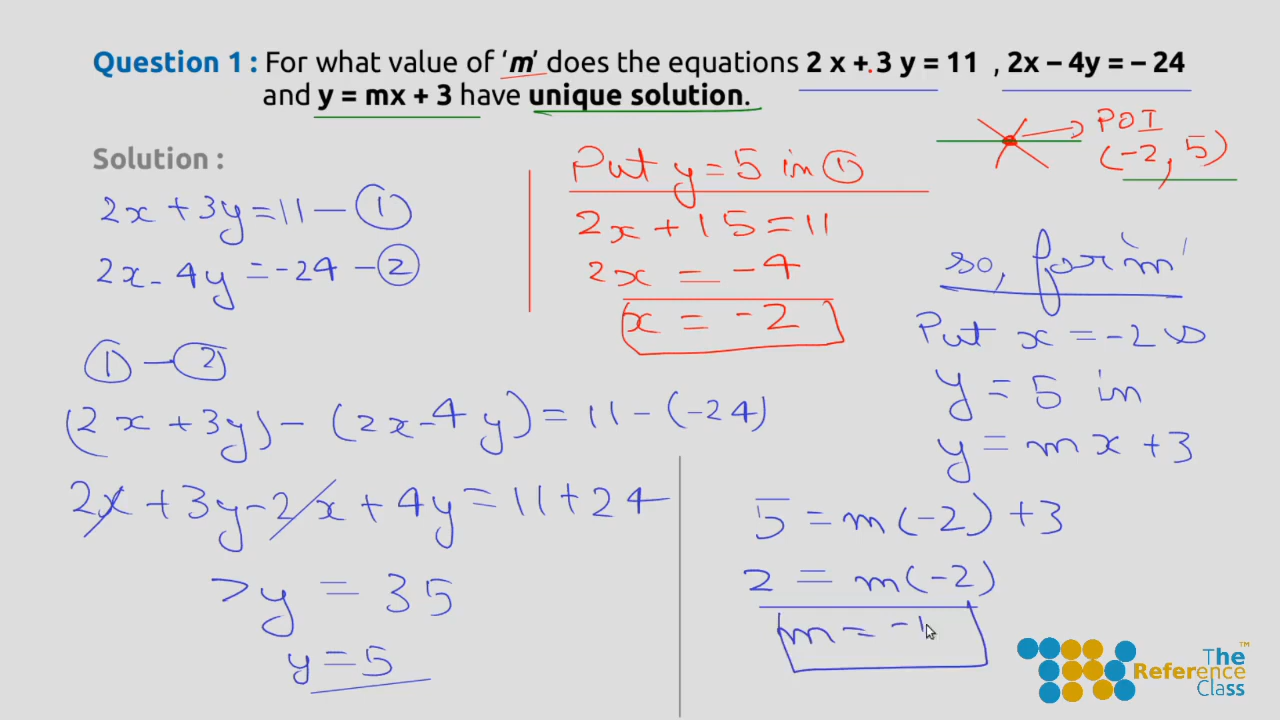 Question 1 : For what value of ‘m’ does the equations 2 x + 3 y = 11 , 2x – 4y = – 24
and y = mx + 3 have unique solution.
Solution :
2x + 3y = 11 — ①
2x - 4y = -24 - ②
① - ②
(2x + 3y) - (2x - 4y) = 11 - (-24)
2x + 3y - 2x + 4y = 11 + 24
>y = 35
y = 5
Put y = 5 in ①
2x + 15 = 11
2x = -4
x = -2
POI
(-2, 5)
so, for 'm'
Put x = -2 &
y = 5 in
y = mx + 3
5 = m(-2) + 3
2 = m(-2)
m = -1
The
Reference
Class
™